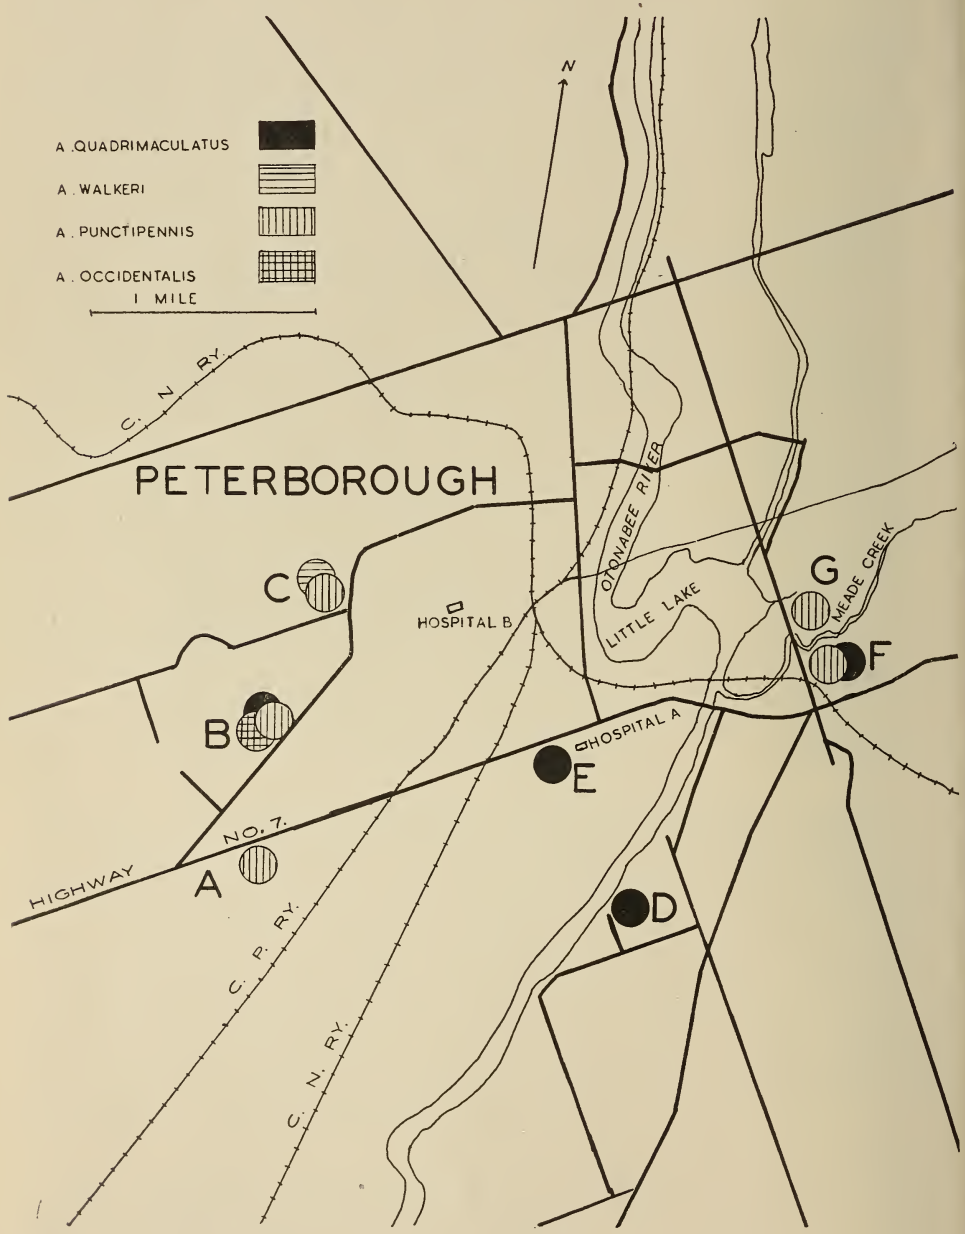 N
A. QUADRIMACULATUS
A. WALKERI
A. PUNCTIPENNIS
A. OCCIDENTALIS
1 MILE
C. N. RY.
PETERBOROUGH
OTONABEE RIVER
LITTLE LAKE
MEADE CREEK
G
C
HOSPITAL B
F
B
HOSPITAL A
E
HIGHWAY NO. 7.
A
D
C. P. RY.
C. N. RY.